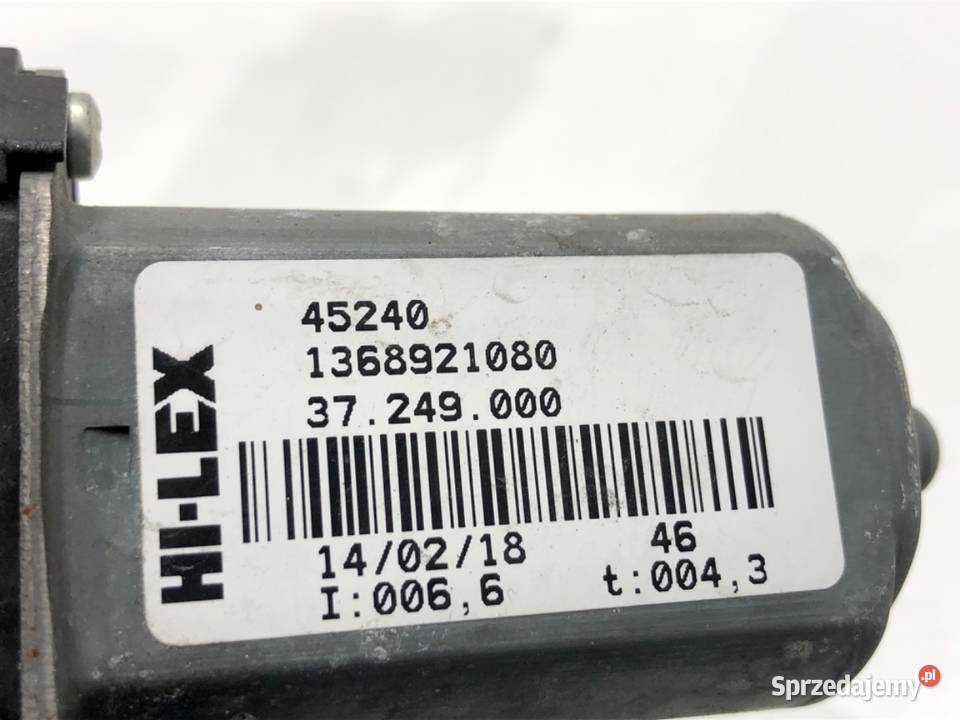 HI-LEX
45240
1368921080
37.249.000
14/02/18 46
I:006,6 t:004,3
Sprzedajemy.pl